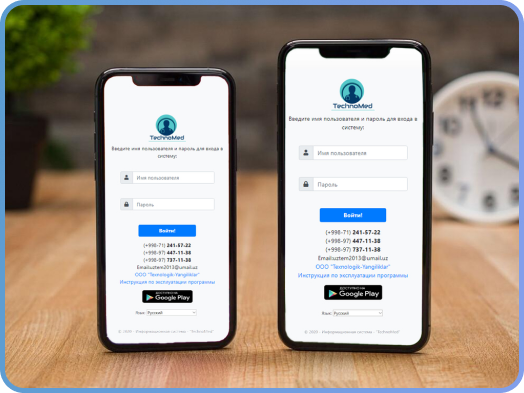 TechnoMed
Введите имя пользователя и пароль для входа в
систему:
Имя пользователя
Пароль
Войти!
(+998-71) 241-57-22
(+998-97) 447-11-38
(+998-97) 737-11-38
Email:uztem2013@umail.uz
ООО "Texnologik-Yangiliklar"
Инструкция по эксплуатации программы
ДОСТУПНО НА
Google Play
Язык: Русский
© 2020 - Информационная система - "TechnoMed"
TechnoMed
Введите имя пользователя и пароль для входа в
систему:
Имя пользователя
Пароль
Войти!
(+998-71) 241-57-22
(+998-97) 447-11-38
(+998-97) 737-11-38
Email:uztem2013@umail.uz
ООО "Texnologik-Yangiliklar"
Инструкция по эксплуатации программы
ДОСТУПНО НА
Google Play
Язык: Русский
© 2020 - Информационная система - "TechnoMed"